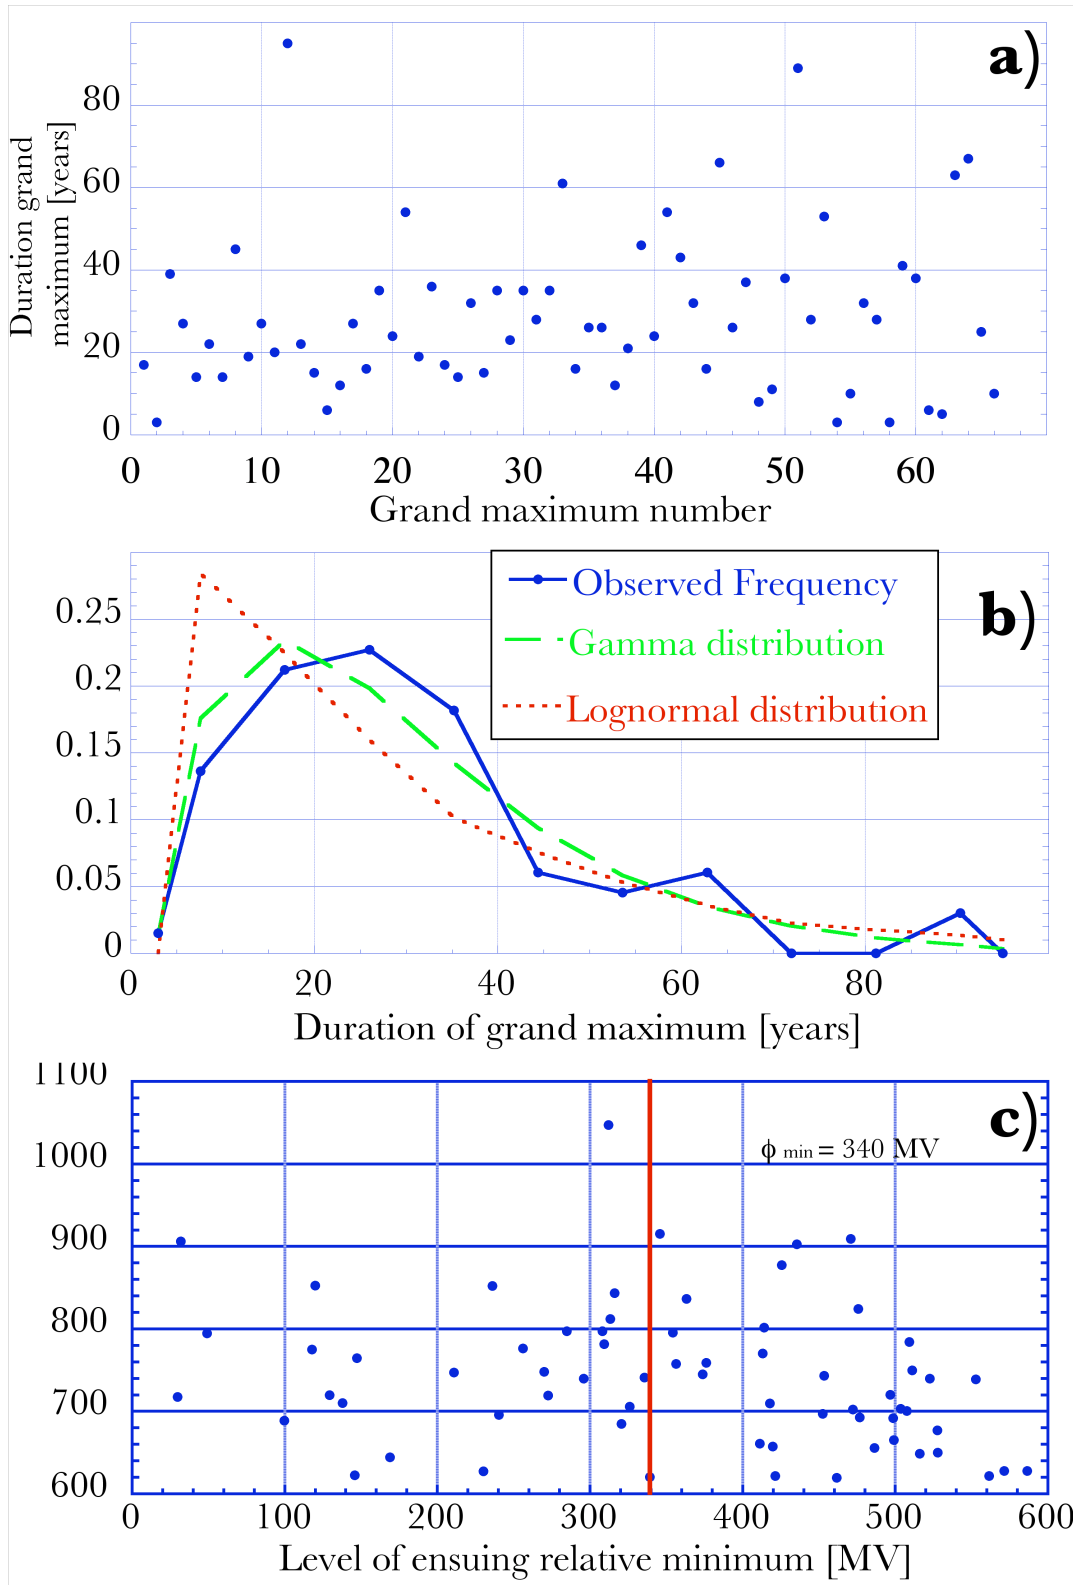 a)
80
60
40
20
0
Duration grand
maximum [years]
0 10 20 30 40 50 60
Grand maximum number
b)
Observed Frequency
Gamma distribution
Lognormal distribution
0.25
0.2
0.15
0.1
0.05
0
0 20 40 60 80
Duration of grand maximum [years]
c)
ϕ min = 340 MV
1100
1000
900
800
700
600
0 100 200 300 400 500 600
Level of ensuing relative minimum [MV]